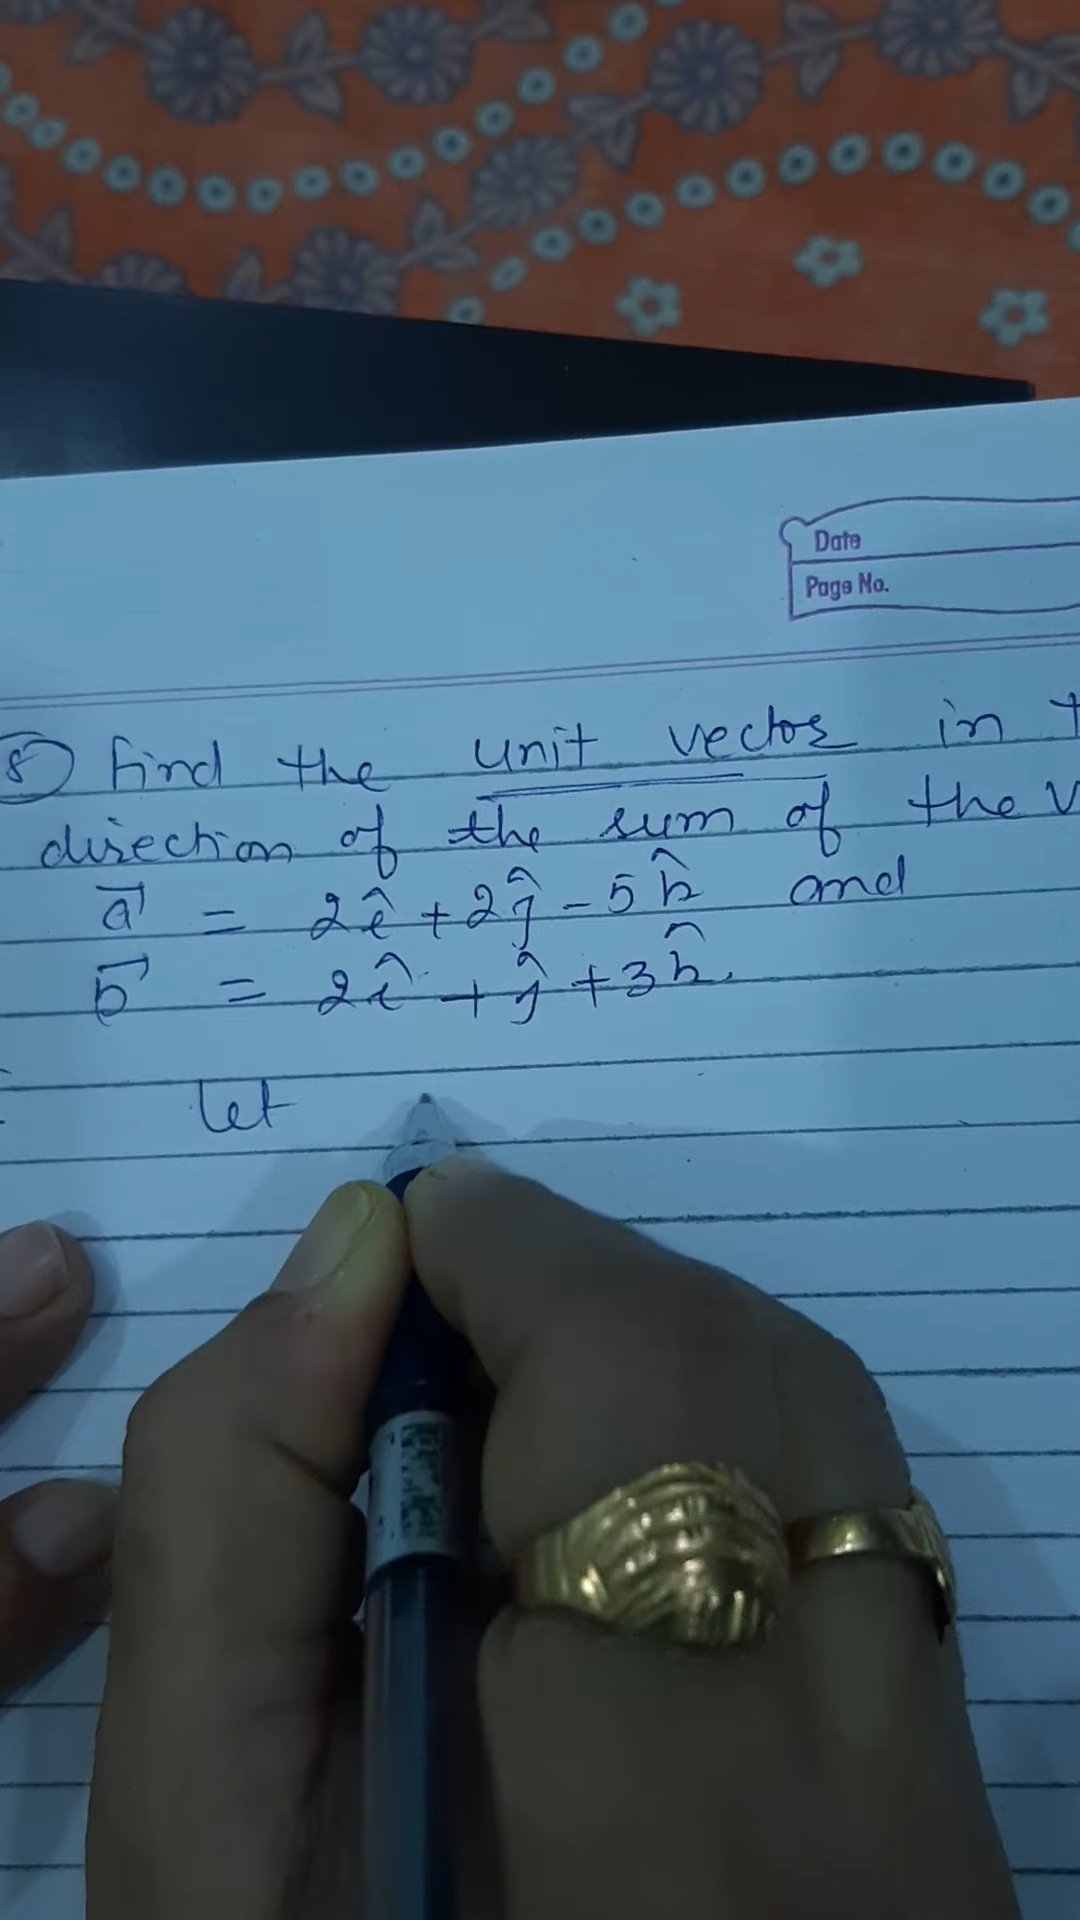 Date
Page No.
8 Find the unit vector in
direction of the sum of the
a⃗ = 2î + 2ĵ - 5k̂ and
b⃗ = 2î + ĵ + 3k̂.
Let